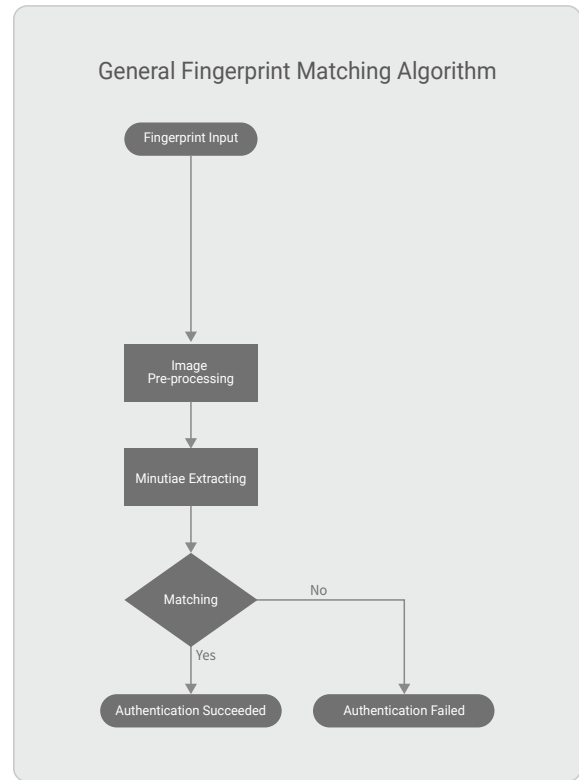 General Fingerprint Matching Algorithm
Fingerprint Input
Image
Pre-processing
Minutiae Extracting
Matching
No
Yes
Authentication Succeeded
Authentication Failed